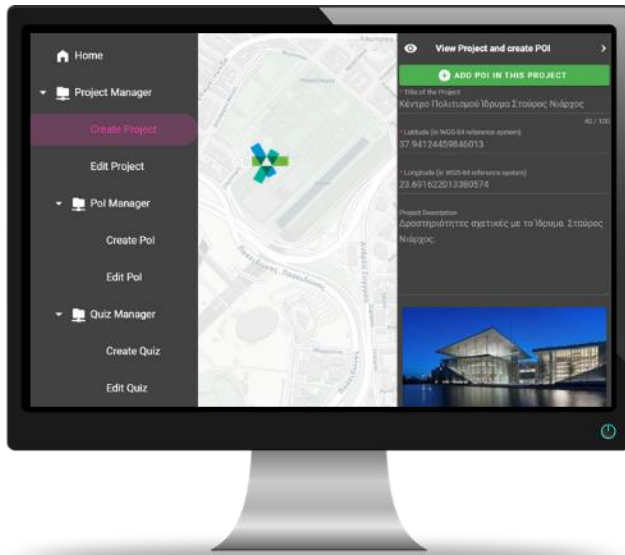 Home
Project Manager
Create Project
Edit Project
PoI Manager
Create PoI
Edit PoI
Quiz Manager
Create Quiz
Edit Quiz
View Project and create POI
ADD POI IN THIS PROJECT
* Title of the Project
Κέντρο Πολιτισμού Ίδρυμα Σταύρος Νιάρχος
40 / 100
* Latitude (in WGS-84 reference system)
37.94124459846013
* Longitude (in WGS-84 reference system)
23.691622013380574
Project Description
Δραστηριότητες σχετικές με το Ίδρυμα Σταύρος
Νιάρχος.